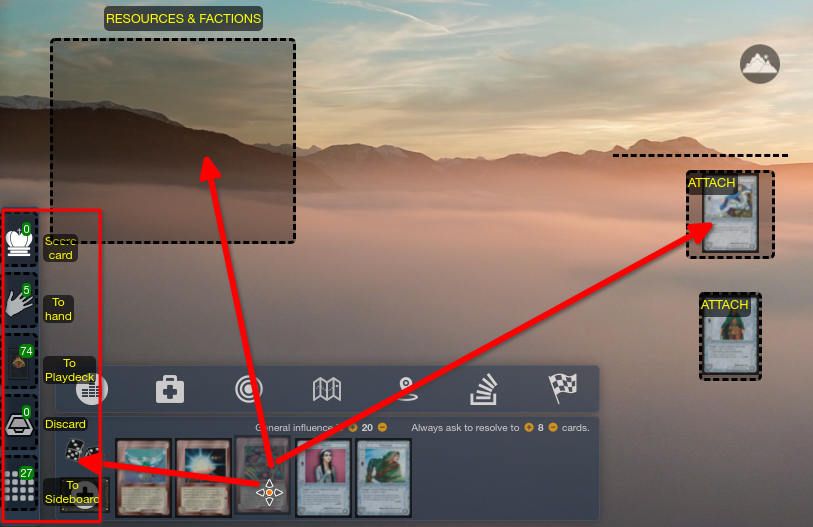 RESOURCES & FACTIONS
ATTACH
0
Score
card
5
To
hand
ATTACH
74
To
Playdeck
0
Discard
General influence
20
Always ask to resolve to
8
cards.
27
To
Sideboard